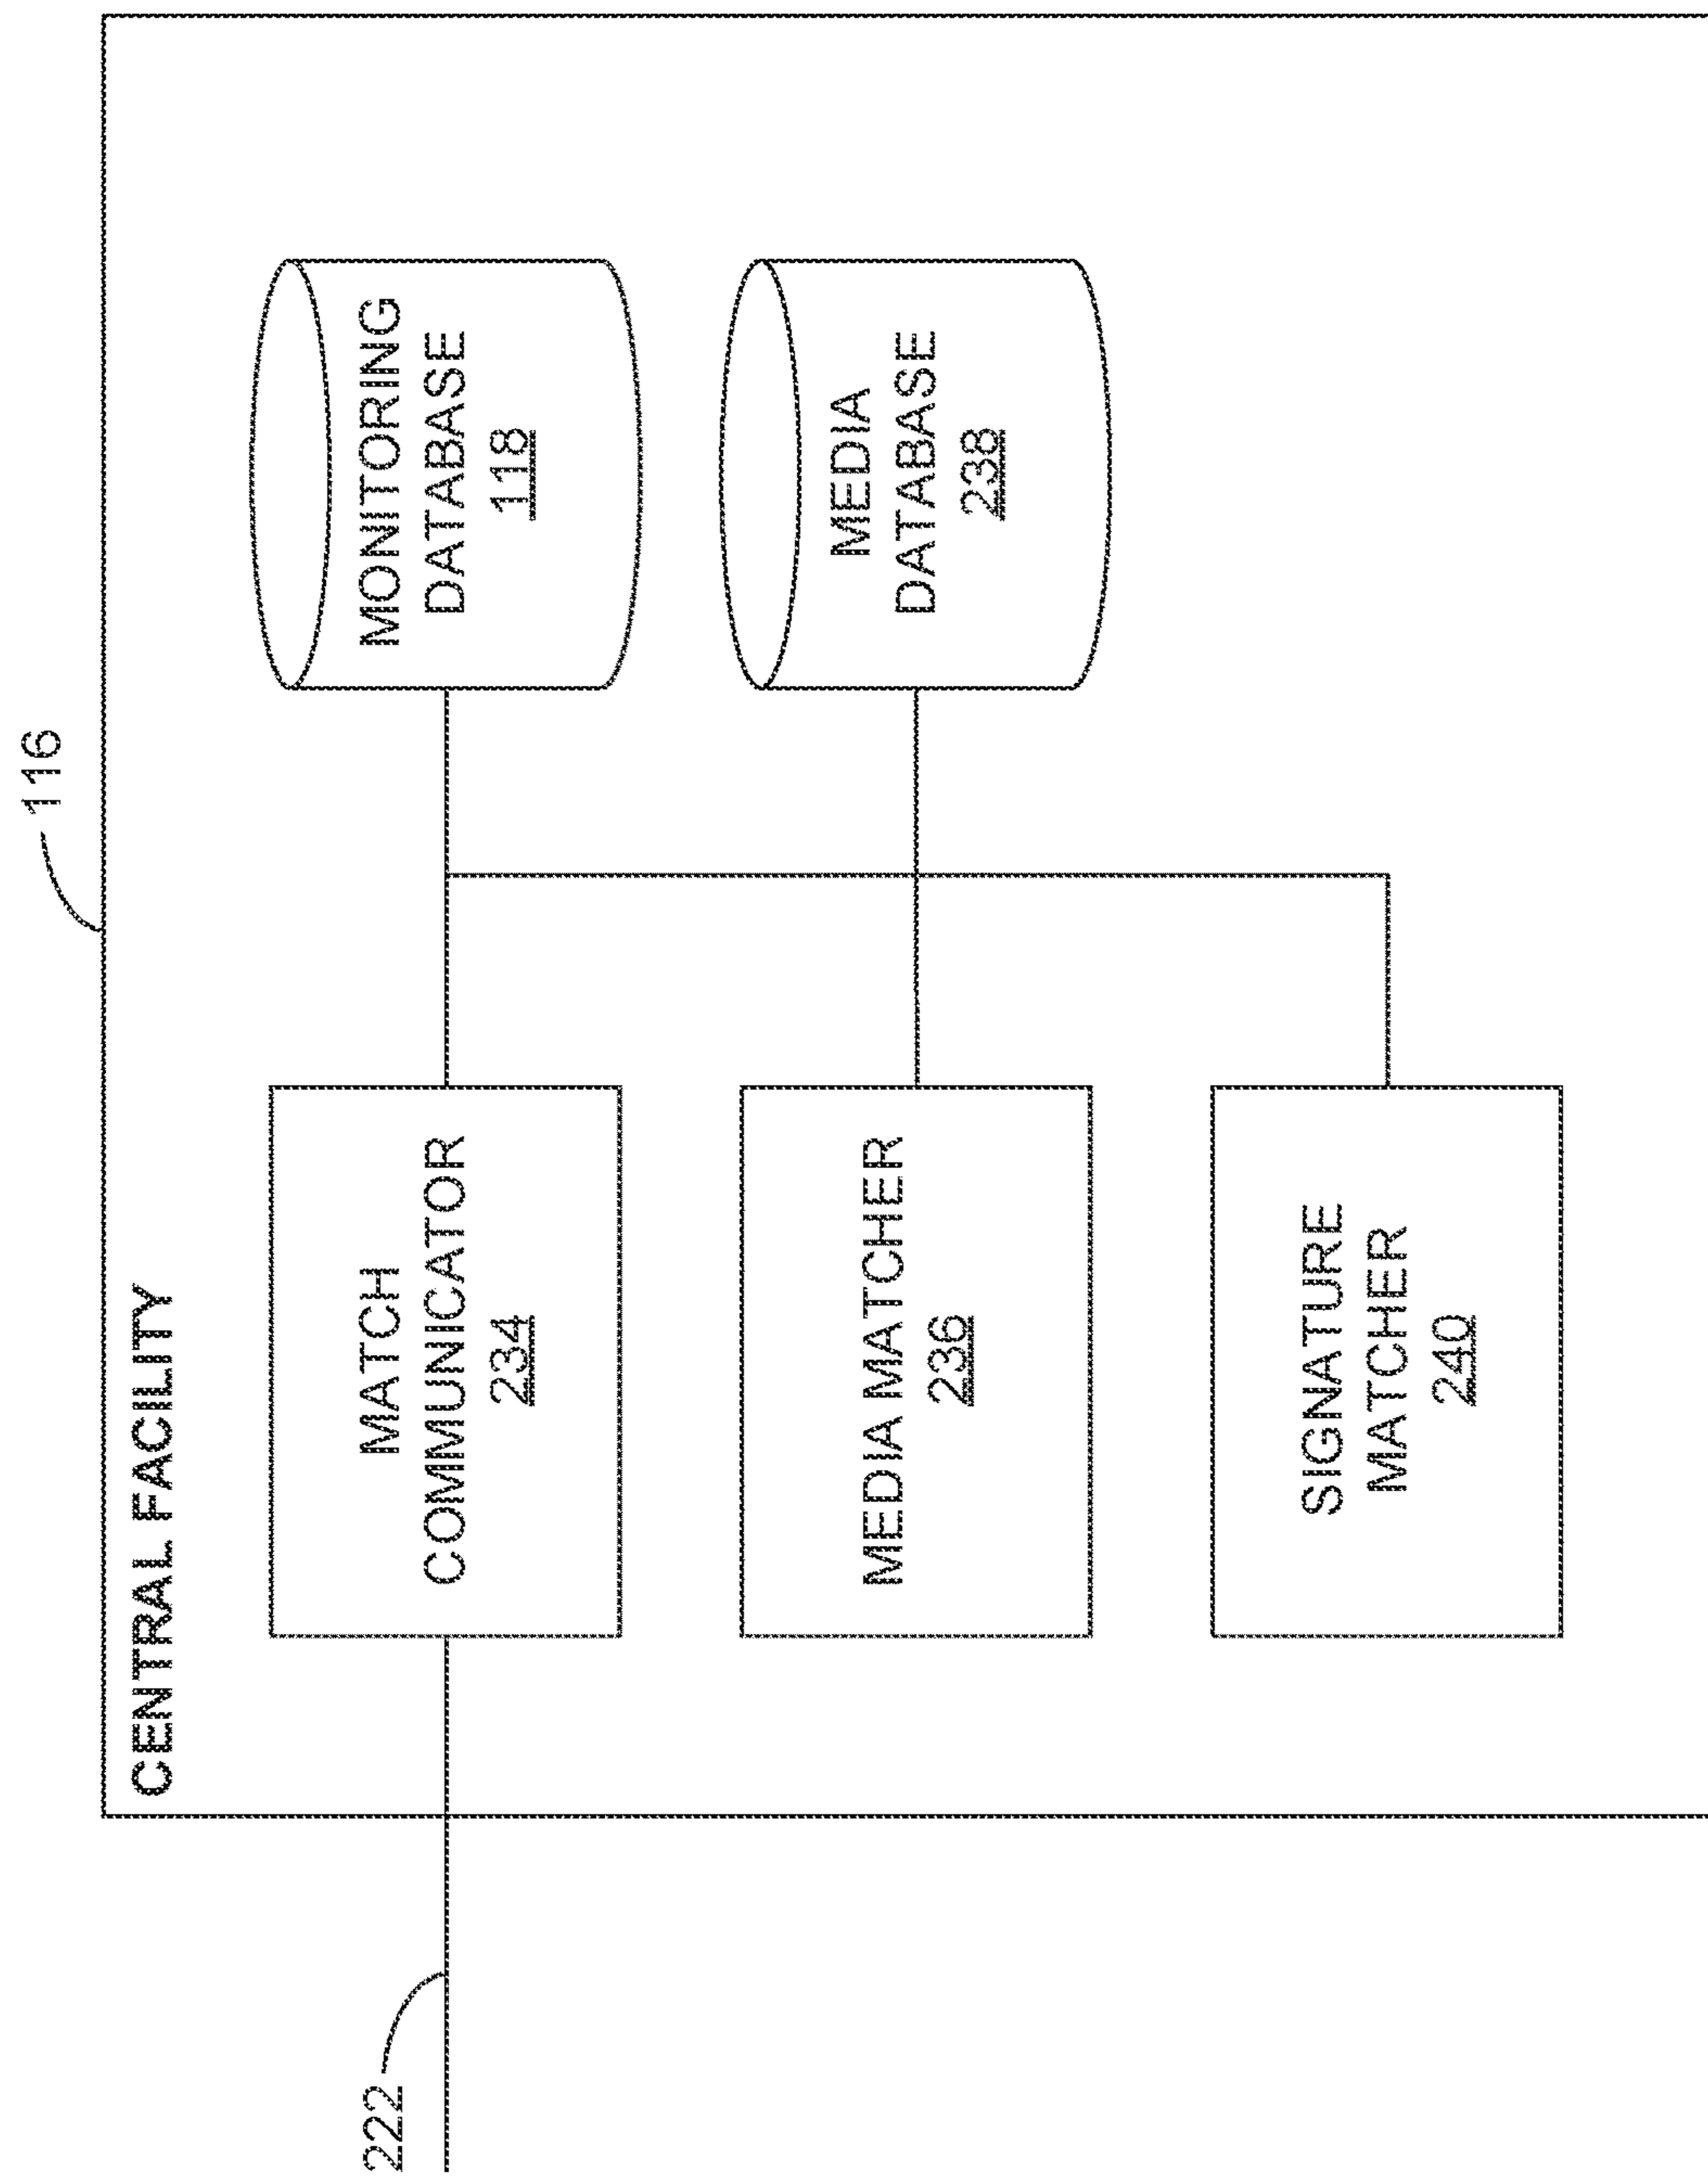 116
CENTRAL FACILITY
222
MATCH
COMMUNICATOR
234
MONITORING
DATABASE
118
MEDIA MATCHER
236
MEDIA
DATABASE
238
SIGNATURE
MATCHER
240